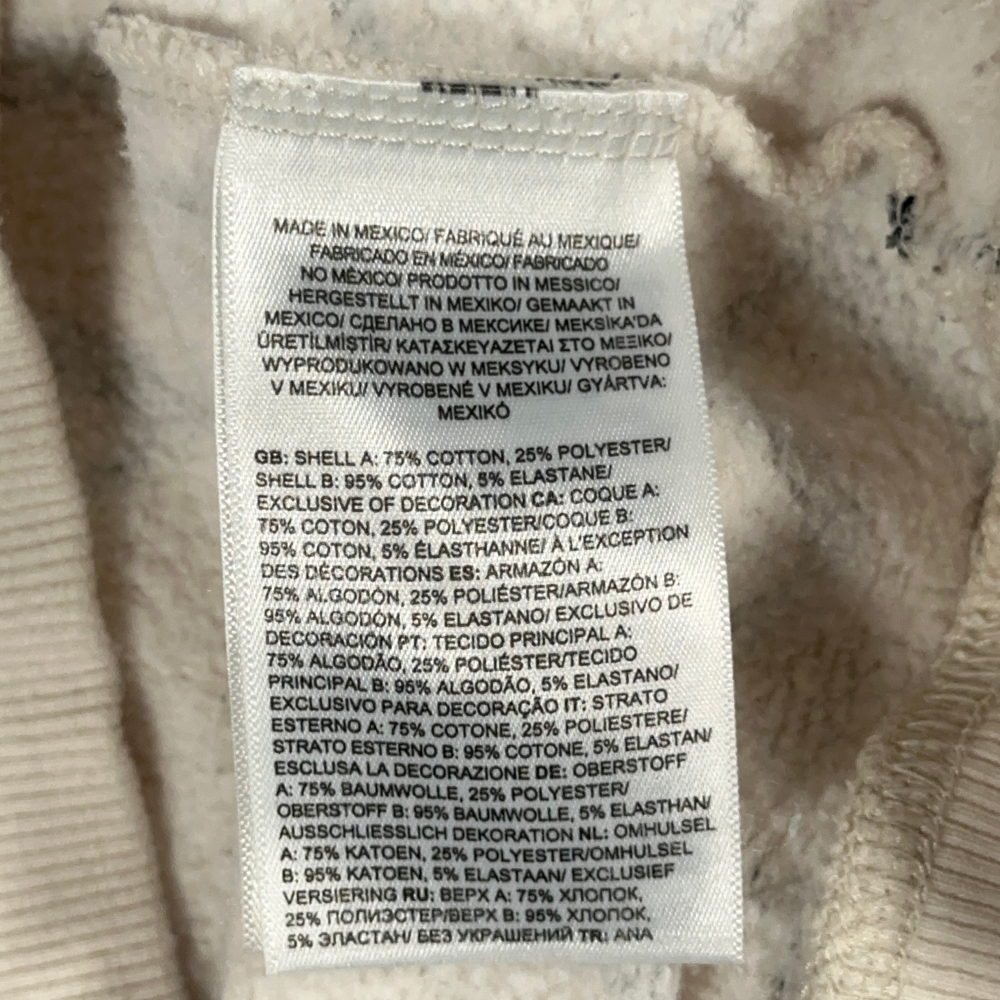 MADE IN MEXICO/ FABRIQUÉ AU MEXIQUE/
FABRICADO EN MÉXICO/ FABRICADO
NO MÉXICO/ PRODOTTO IN MESSICO/
HERGESTELLT IN MEXIKO/ GEMAAKT IN
MEXICO/ СДЕЛАНО В МЕКСИКЕ/ MEKSİKA'DA
ÜRETİLMİSTİR/ ΚΑΤΑΣΚΕΥΑΖΕΤΑΙ ΣΤΟ ΜΕΞΙΚΟ/
WYPRODUKOWANO W MEKSYKU/ VYROBENO
V MEXIKU/ VYROBENÉ V MEXIKU/ GYÁRTVA:
MEXIKÓ
GB: SHELL A: 75% COTTON, 25% POLYESTER/
SHELL B: 95% COTTON, 5% ELASTANE/
EXCLUSIVE OF DECORATION CA: COQUE A:
75% COTON, 25% POLYESTER/COQUE B:
95% COTON, 5% ÉLASTHANNE/ À L'EXCEPTION
DES DÉCORATIONS ES: ARMAZÓN A:
75% ALGODÓN, 25% POLIÉSTER/ARMAZÓN B:
95% ALGODÓN, 5% ELASTANO/ EXCLUSIVO DE
DECORACIÓN PT: TECIDO PRINCIPAL A:
75% ALGODÃO, 25% POLIÉSTER/TECIDO
PRINCIPAL B: 95% ALGODÃO, 5% ELASTANO/
EXCLUSIVO PARA DECORAÇÃO IT: STRATO
ESTERNO A: 75% COTONE, 25% POLIESTERE/
STRATO ESTERNO B: 95% COTONE, 5% ELASTAN/
ESCLUSA LA DECORAZIONE DE: OBERSTOFF
A: 75% BAUMWOLLE, 25% POLYESTER/
OBERSTOFF B: 95% BAUMWOLLE, 5% ELASTHAN/
AUSSCHLIESSLICH DEKORATION NL: OMHULSEL
A: 75% KATOEN, 25% POLYESTER/OMHULSEL
B: 95% KATOEN, 5% ELASTAAN/ EXCLUSIEF
VERSIERING RU: ВЕРХ A: 75% ХЛОПОК,
25% ПОЛИЭСТЕР/ВЕРХ B: 95% ХЛОПОК,
5% ЭЛАСТАН/ БЕЗ УКРАШЕНИЙ TR: ANA